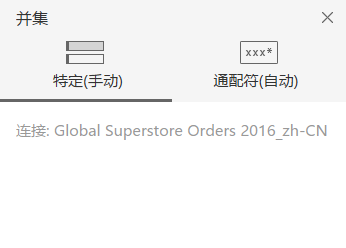 并集
xxx*
特定(手动)
通配符(自动)
连接: Global Superstore Orders 2016_zh-CN